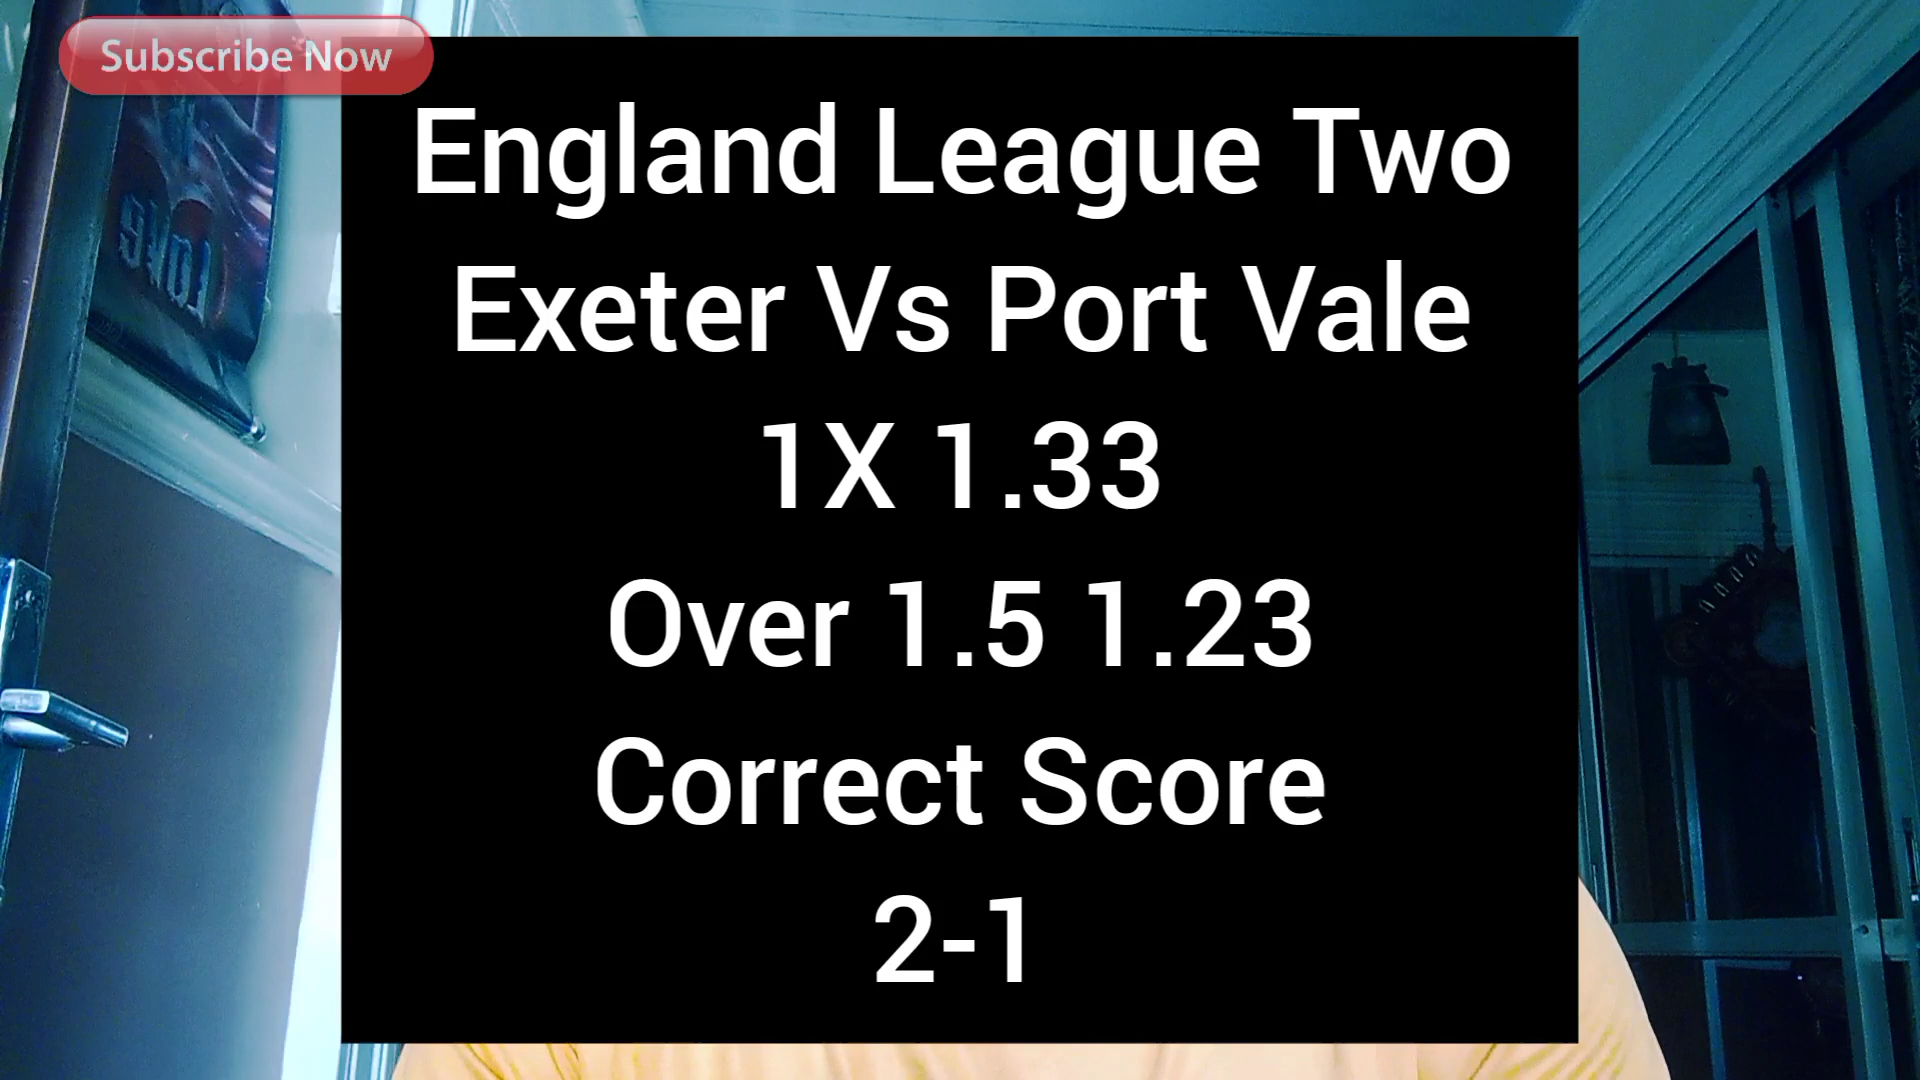 Subscribe Now
England League Two
Exeter Vs Port Vale
1X 1.33
Over 1.5 1.23
Correct Score
2-1